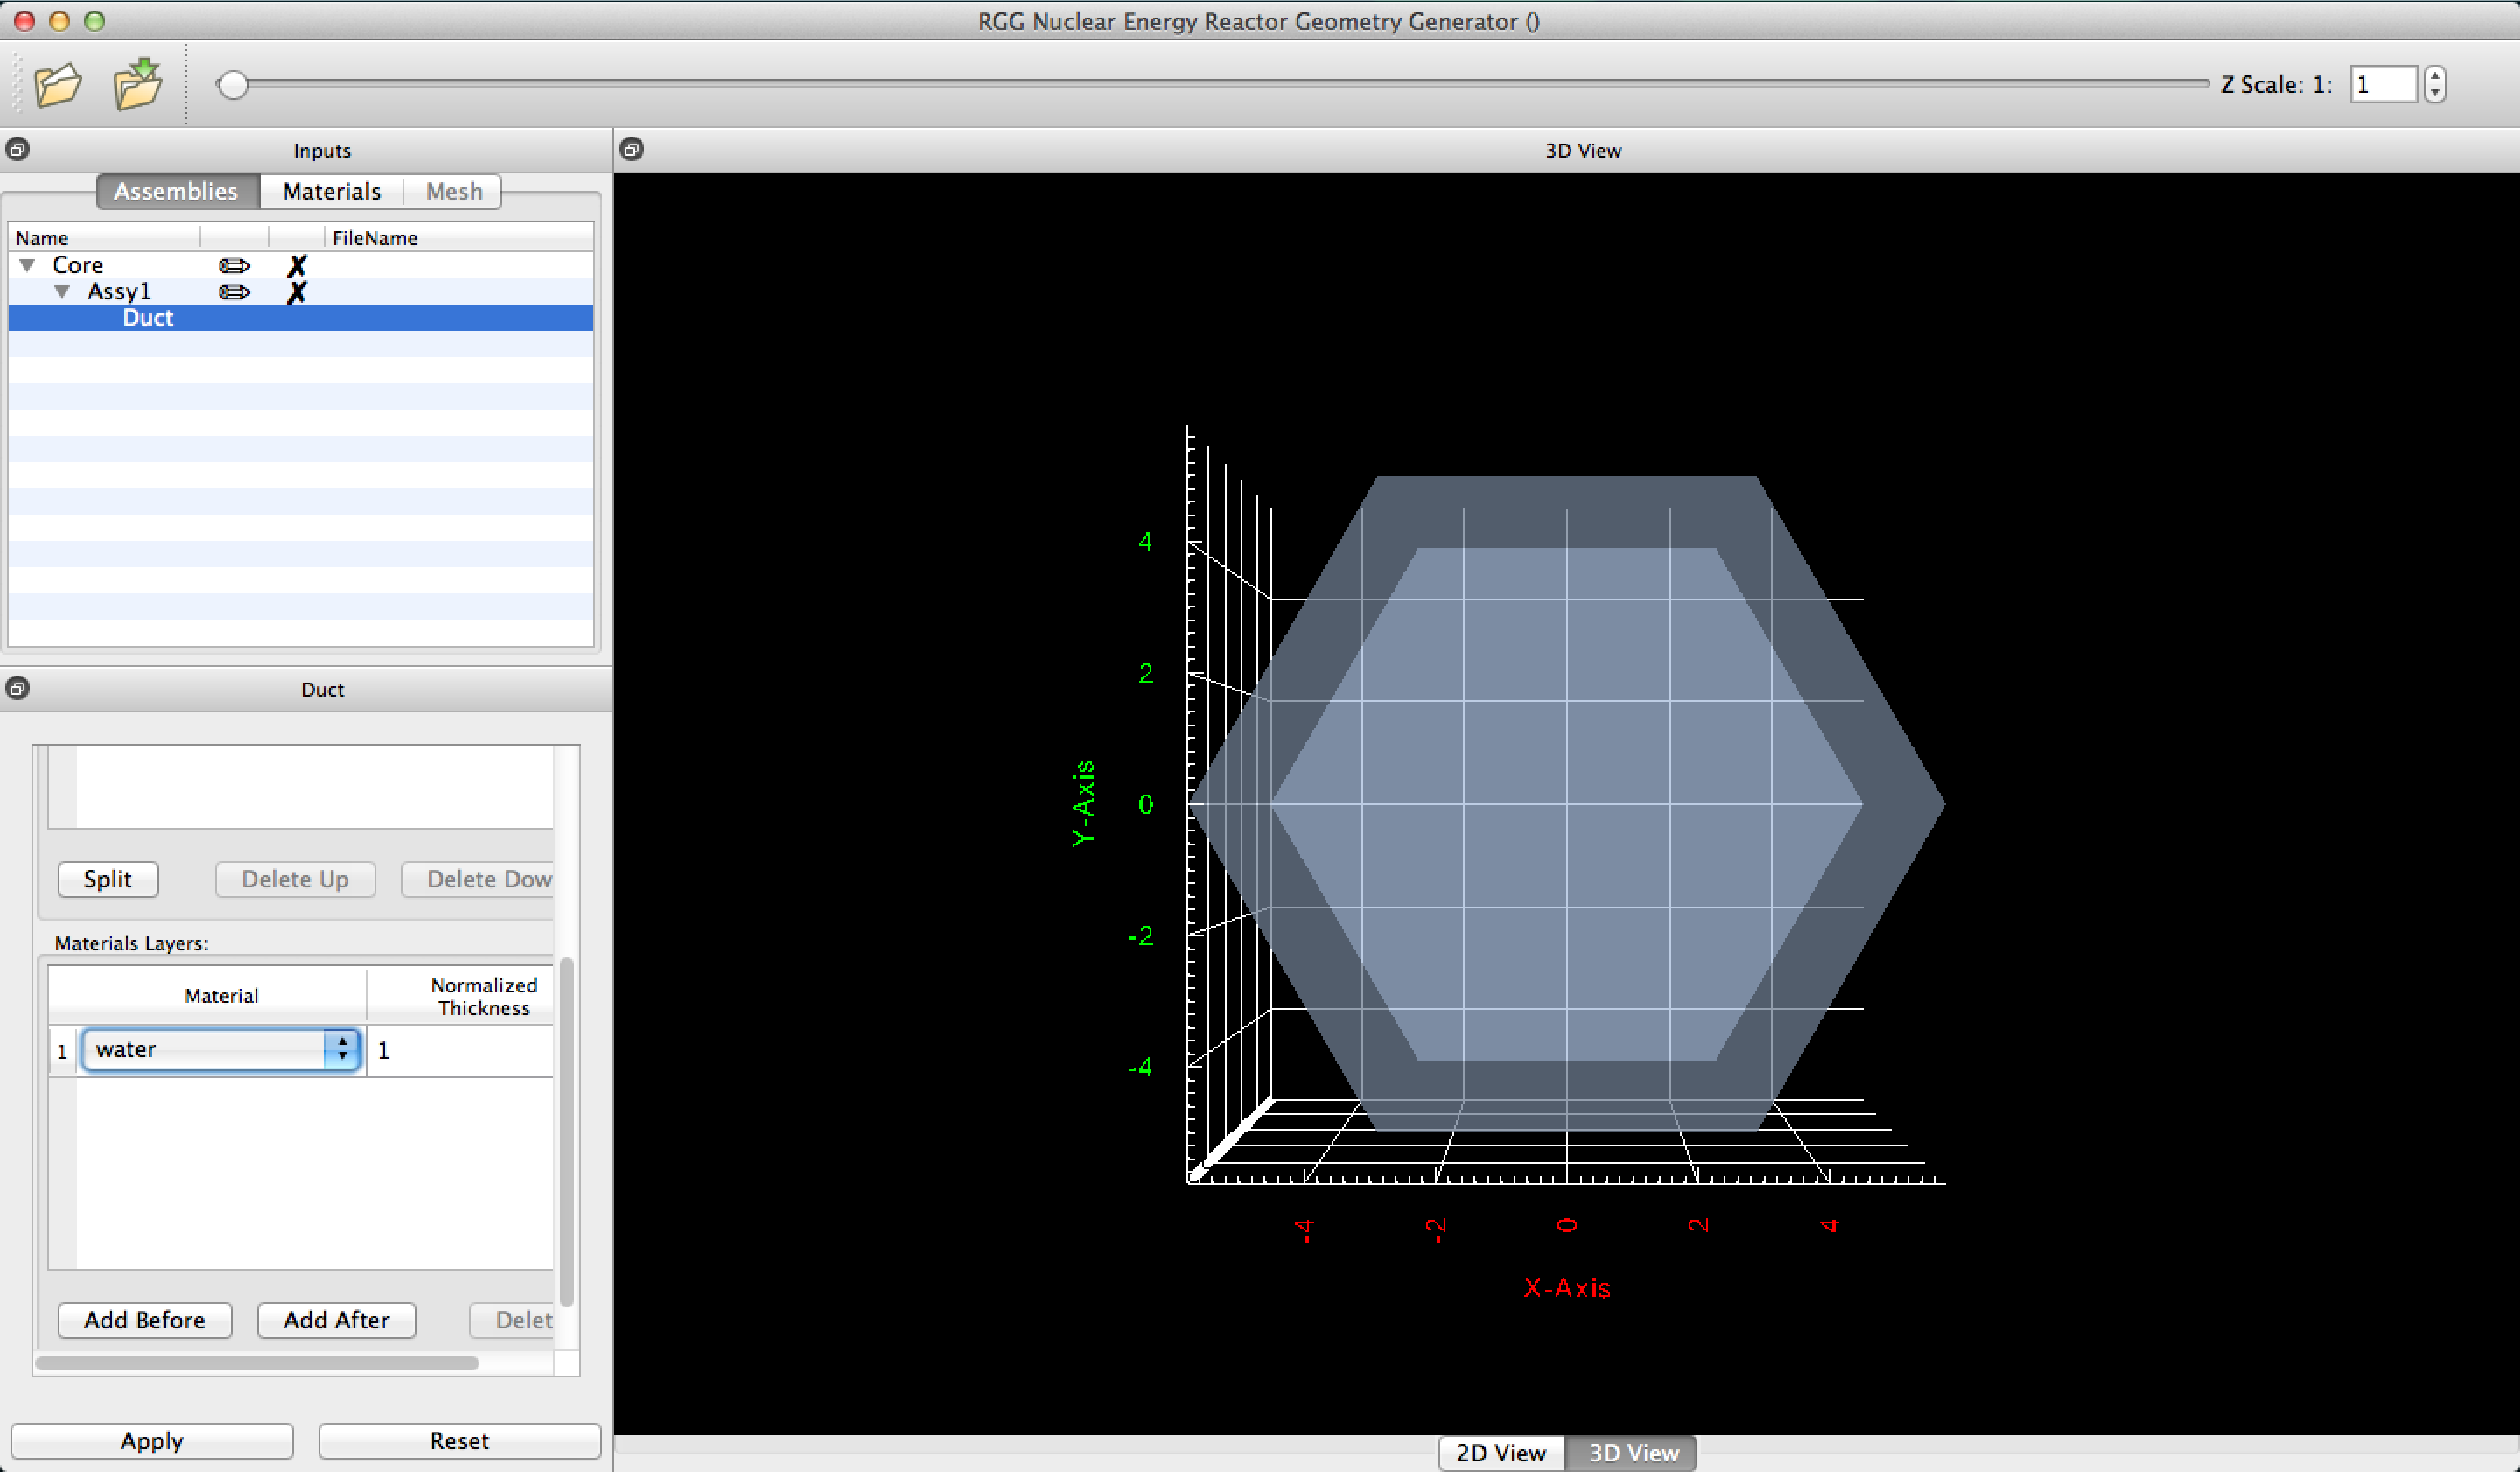 RGG Nuclear Energy Reactor Geometry Generator ()
Z Scale: 1: 1
Inputs
3D View
Assemblies Materials Mesh
Name FileName
Core ✏ ✗
Assy1 ✏ ✗
Duct
Duct
Split Delete Up Delete Dow
Materials Layers:
Material Normalized
Thickness
1 water 1
Add Before Add After Delet
Apply Reset
4
2
0
-2
-4
Y-Axis
-4 -2 0 2 4
X-Axis
2D View 3D View